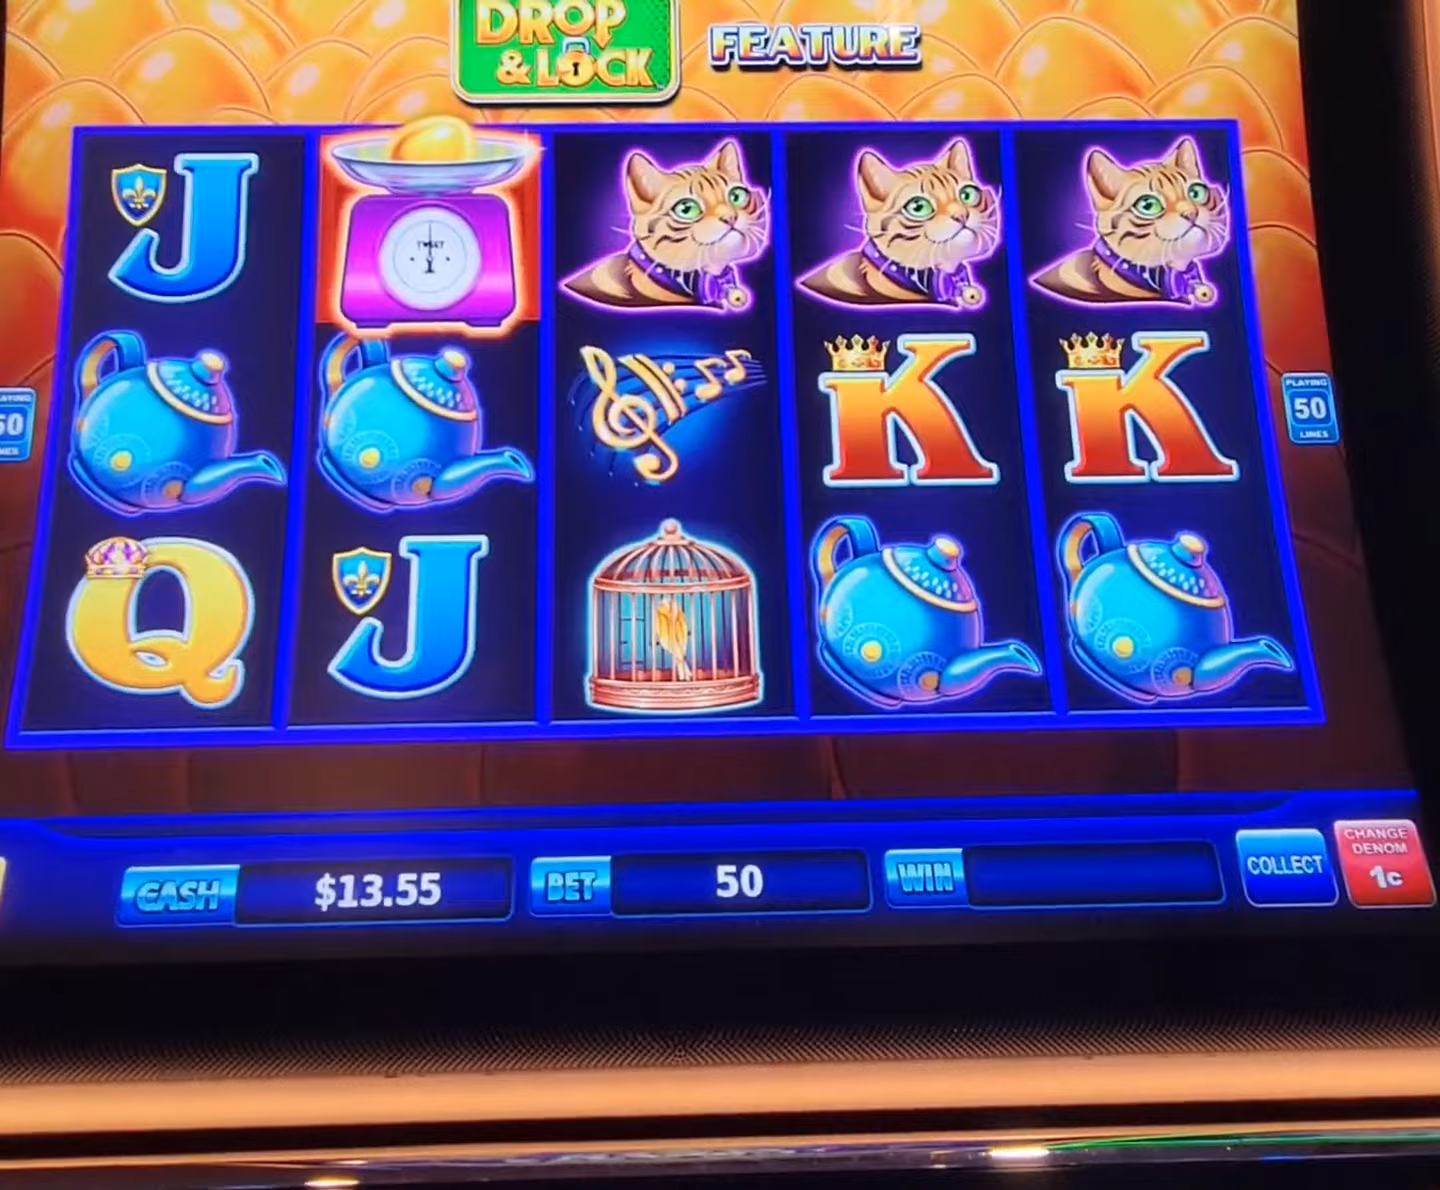 DROP
& LOCK
FEATURE
J
TWEET
K
K
Q
J
50
PLAYING
50
LINES
CASH
$13.55
BET
50
WIN
COLLECT
CHANGE
DENOM
1c